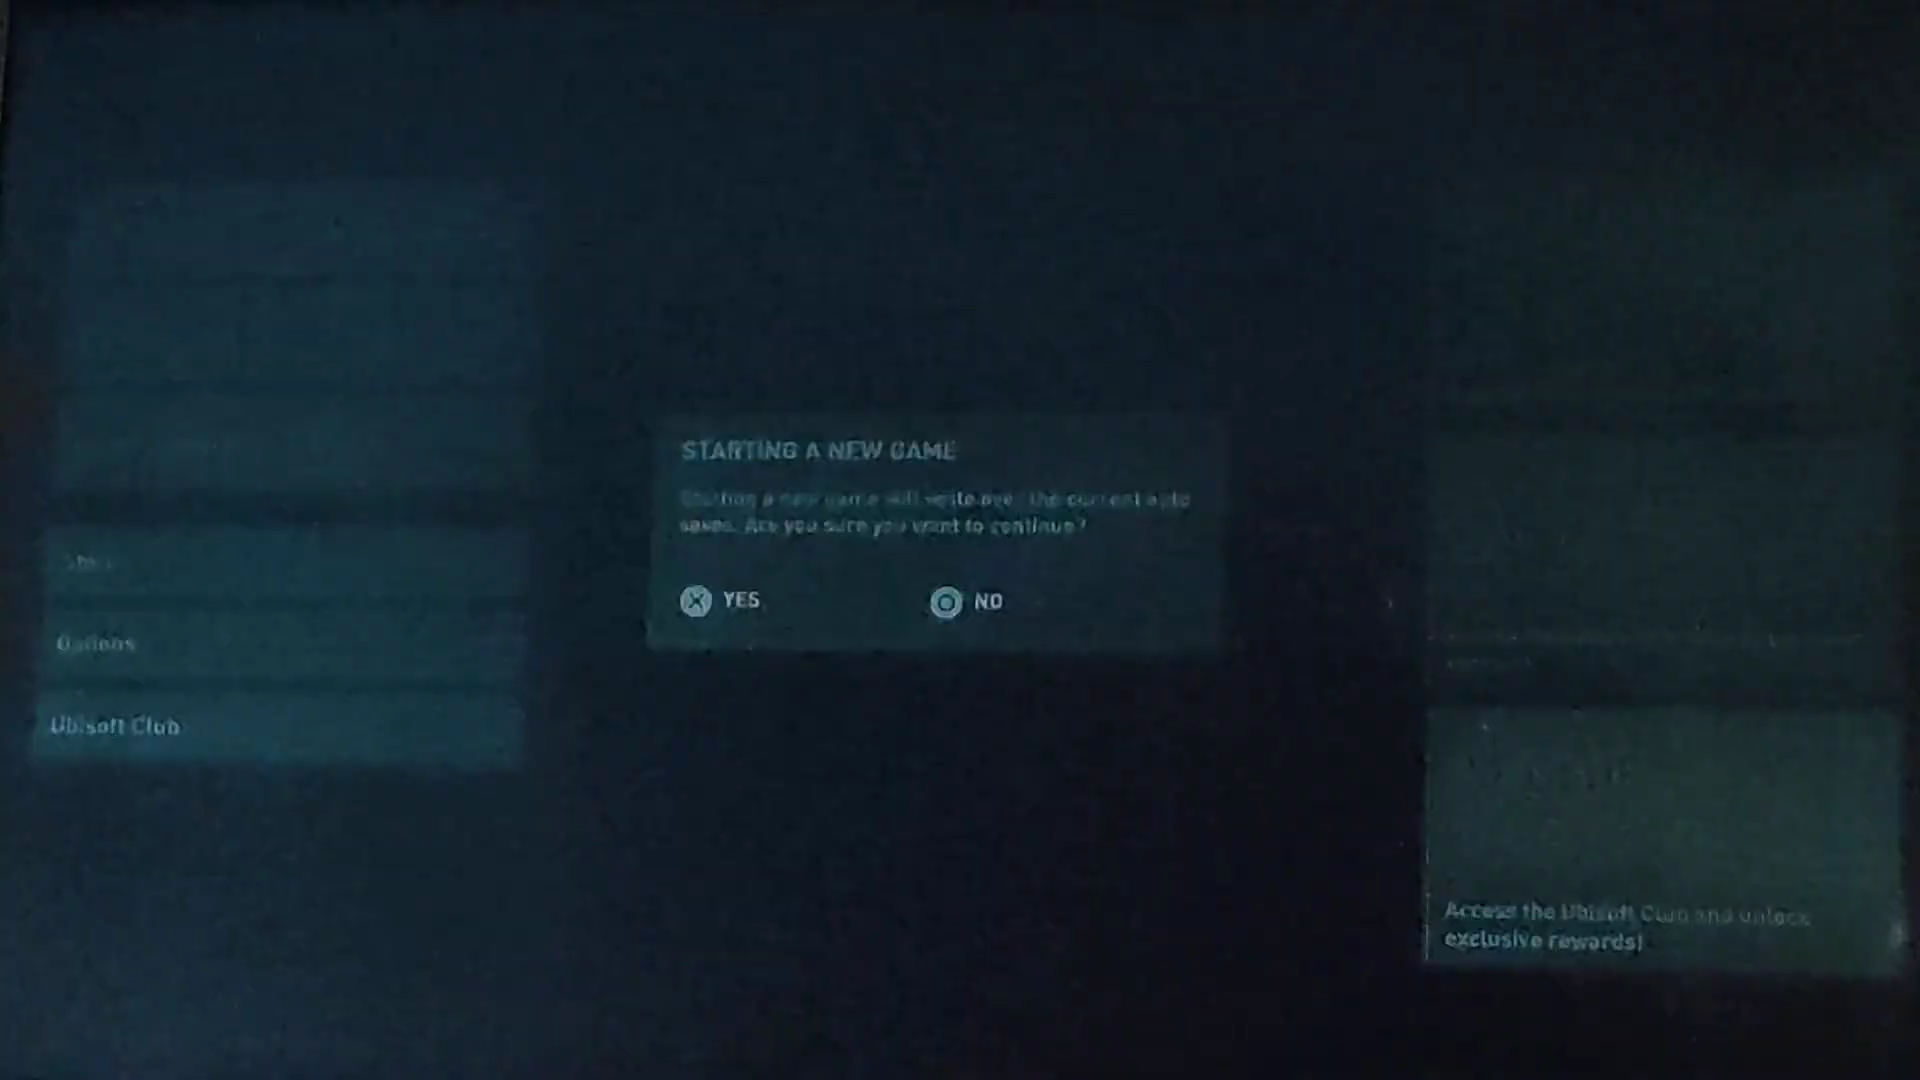 STARTING A NEW GAME
Starting a new game will write over the current auto
saves. Are you sure you want to continue?
YES
NO
Options
Ubisoft Club
Access the Ubisoft Club and unlock
exclusive rewards!